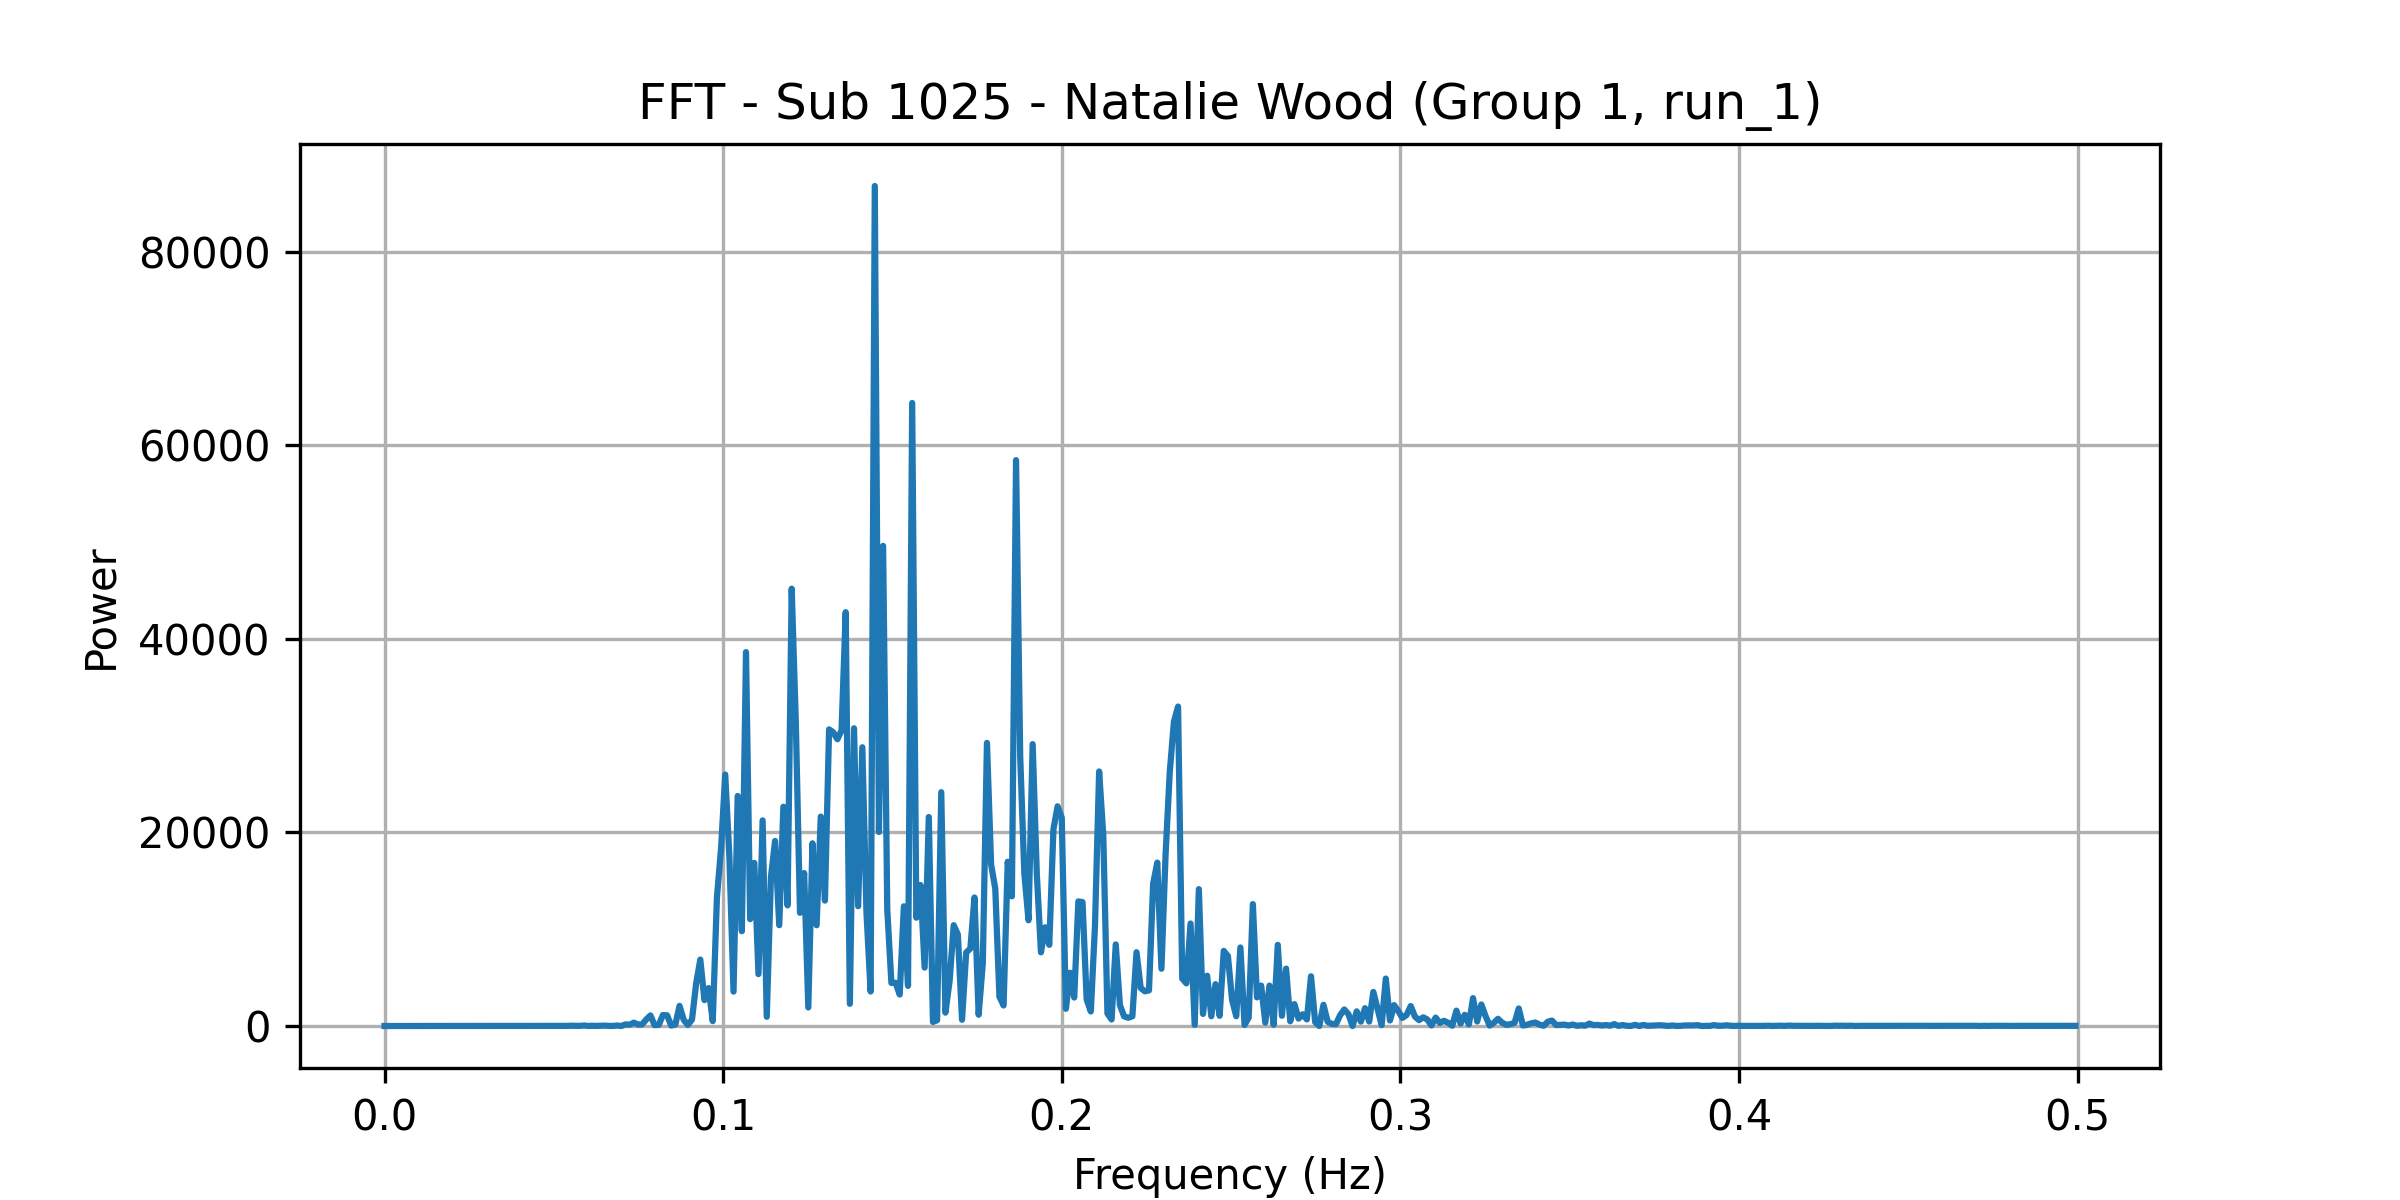 FFT - Sub 1025 - Natalie Wood (Group 1, run_1)
Power
80000
60000
40000
20000
0
0.0 0.1 0.2 0.3 0.4 0.5
Frequency (Hz)